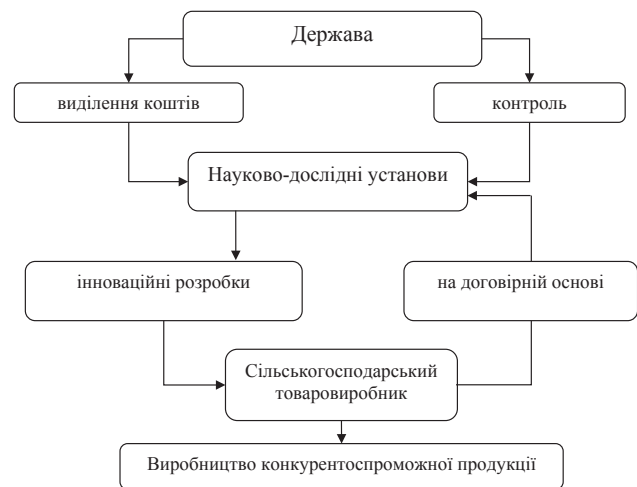 Держава
виділення коштів
контроль
Науково-дослідні установи
інноваційні розробки
на договірній основі
Сільськогосподарський
товаровиробник
Виробництво конкурентоспроможної продукції